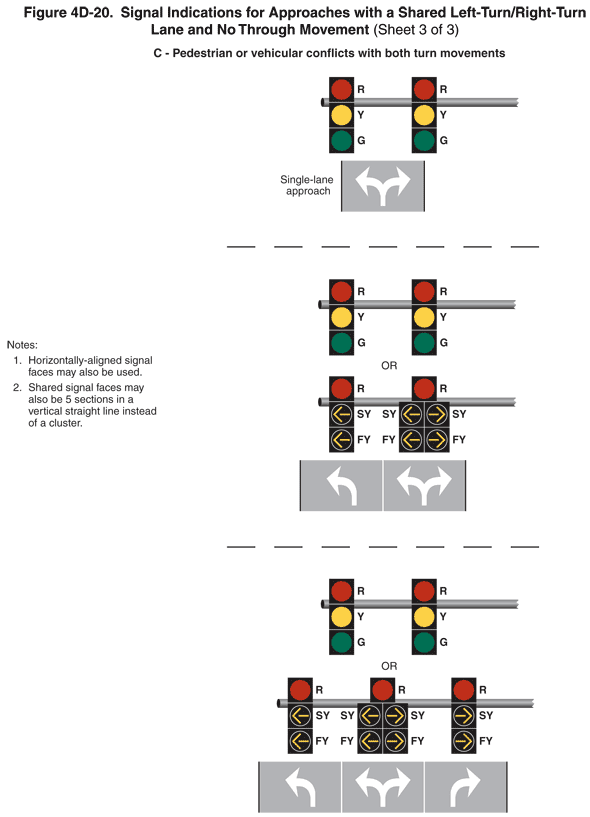 Figure 4D-20. Signal Indications for Approaches with a Shared Left-Turn/Right-Turn
Lane and No Through Movement (Sheet 3 of 3)
C - Pedestrian or vehicular conflicts with both turn movements
R R
Y Y
G G
Single-lane
approach
R R
Y Y
G G
Notes:
1. Horizontally-aligned signal
faces may also be used.
2. Shared signal faces may
also be 5 sections in a
vertical straight line instead
of a cluster.
OR
R R
SY SY SY
FY FY FY
R R
Y Y
G G
OR
R R R
SY SY SY SY
FY FY FY FY